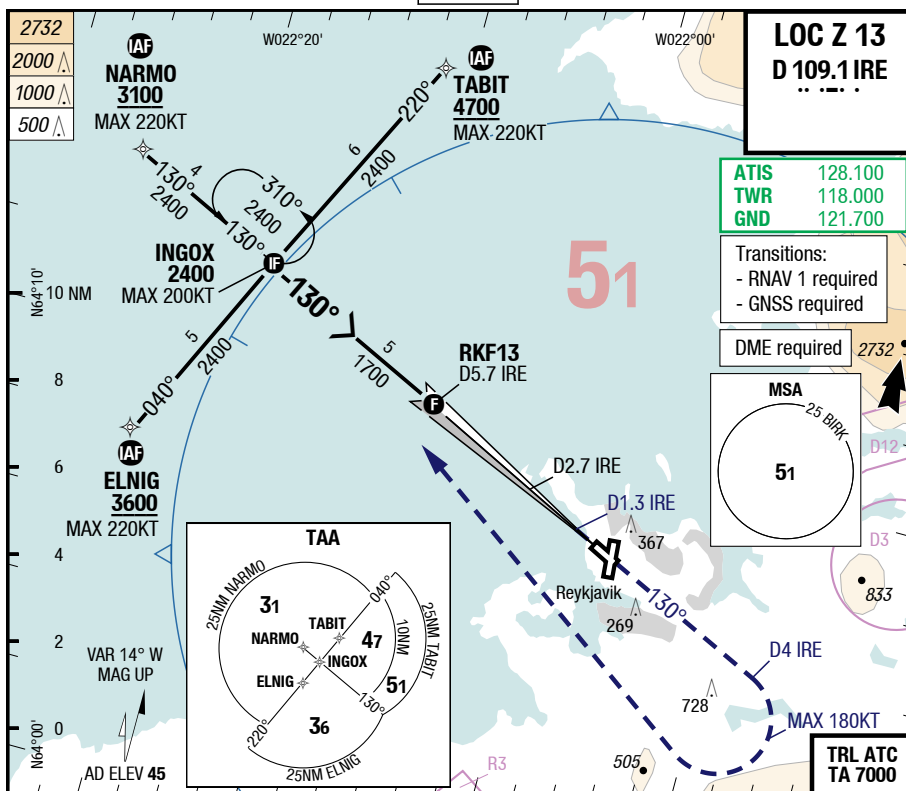 2732
2000
1000
500
IAF
NARMO
3100
MAX 220KT
W022°20'
IAF
TABIT
4700
MAX 220KT
W022°00'
LOC Z 13
D 109.1 IRE
ATIS 128.100
TWR 118.000
GND 121.700
Transitions:
- RNAV 1 required
- GNSS required
DME required
2732
220°
6
2400
4
130°
2400
310°
2400
130°
INGOX
2400
MAX 200KT
IF
N64°10'
10 NM
8
6
4
2
0
N64°00'
-130°
51
5
1700
RKF13
D5.7 IRE
F
5
2400
040°
IAF
ELNIG
3600
MAX 220KT
D2.7 IRE
D1.3 IRE
367
Reykjavik
269
130°
D4 IRE
728
MAX 180KT
505
R3
MSA
25 BIRK
51
D12
D3
833
TAA
25NM NARMO
31
040°
25NM TABIT
TABIT
NARMO
47
10NM
INGOX
ELNIG
51
130°
220°
36
25NM ELNIG
VAR 14° W
MAG UP
AD ELEV 45
TRL ATC
TA 7000